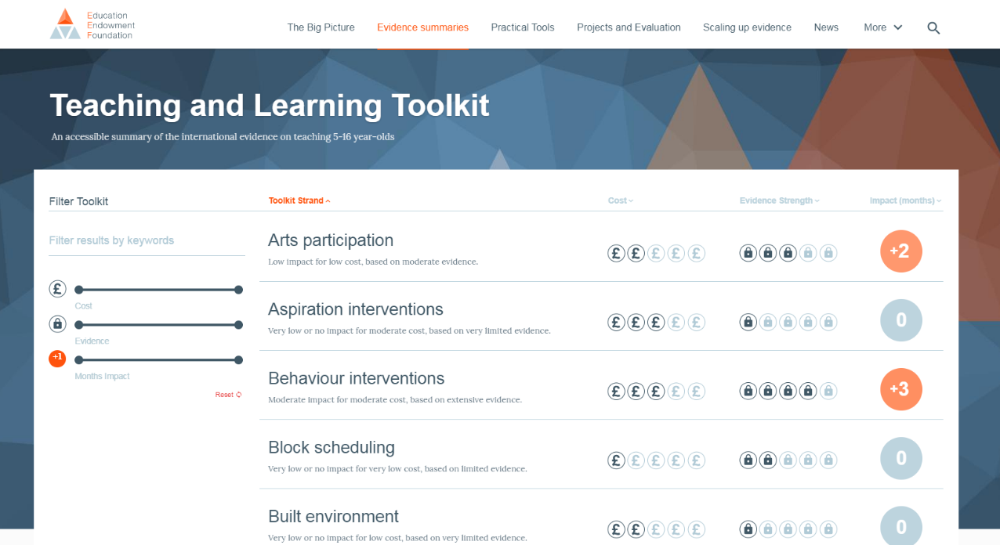 Education
Endowment
Foundation
The Big Picture
Evidence summaries
Practical Tools
Projects and Evaluation
Scaling up evidence
News
More
Teaching and Learning Toolkit
An accessible summary of the international evidence on teaching 5-16 year-olds
Filter Toolkit
Filter results by keywords
£
Cost
Evidence
+1
Months Impact
Reset
Toolkit Strand
Cost
Evidence Strength
Impact (months)
Arts participation
Low impact for low cost, based on moderate evidence.
£ £ £ £ £
+2
Aspiration interventions
Very low or no impact for moderate cost, based on very limited evidence.
£ £ £ £ £
0
Behaviour interventions
Moderate impact for moderate cost, based on extensive evidence.
£ £ £ £ £
+3
Block scheduling
Very low or no impact for very low cost, based on limited evidence.
£ £ £ £ £
0
Built environment
Very low or no impact for low cost, based on very limited evidence.
£ £ £ £ £
0